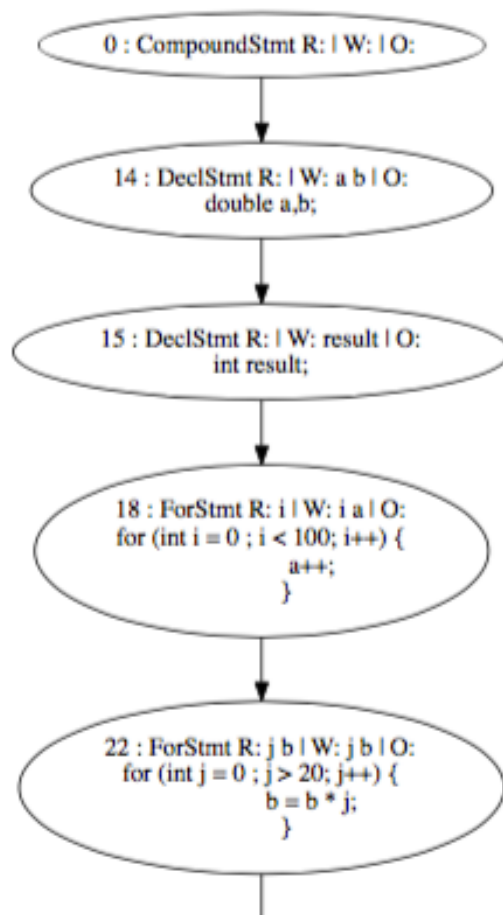 0 : CompoundStmt R: | W: | O:
14 : DeclStmt R: | W: a b | O:
double a,b;
15 : DeclStmt R: | W: result | O:
int result;
18 : ForStmt R: i | W: i a | O:
for (int i = 0 ; i < 100; i++) {
a++;
}
22 : ForStmt R: j b | W: j b | O:
for (int j = 0 ; j > 20; j++) {
b = b * j;
}